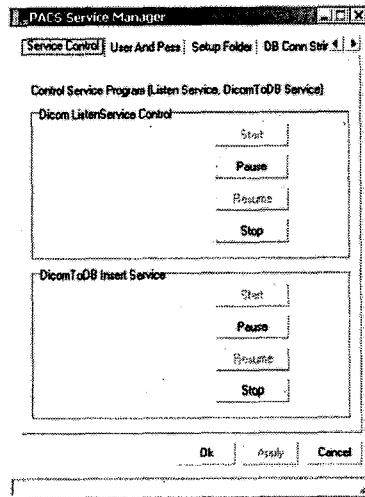 PACS Service Manager
Service Control User And Pass Setup Folder DB Conn Strir
Control Service Program (Listen Service, DicomToDB Service)
Dicom ListenService Control
Start
Pause
Resume
Stop
DicomToDB Insert Service
Start
Pause
Resume
Stop
Ok Apply Cancel